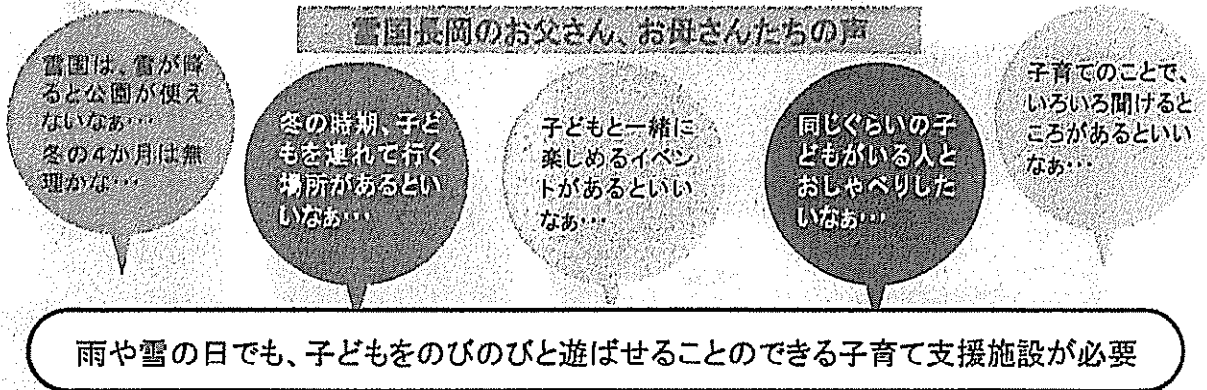 雪国長岡のお父さん、お母さんたちの声
雪国は、雪が降
ると公園が使え
ないなぁ…
冬の4か月は無
理かな…
冬の時期、子ど
もを連れて行く
場所があるとい
いなぁ…
子どもと一緒に
楽しめるイベン
トがあるといい
なぁ…
同じぐらいの子
どもがいる人と
おしゃべりした
いなぁ…
子育てのことで、
いろいろ聞けると
ころがあるといい
なぁ…
雨や雪の日でも、子どもをのびのびと遊ばせることのできる子育て支援施設が必要